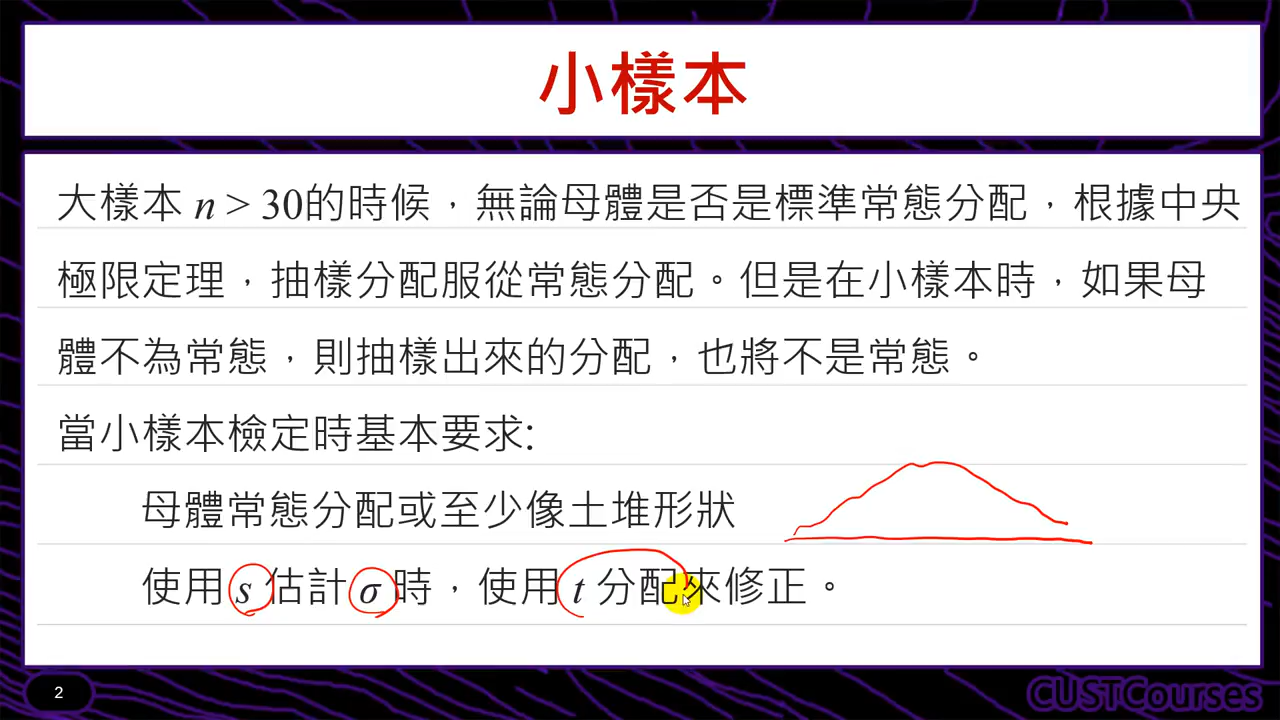 小樣本
大樣本 n > 30的時候，無論母體是否是標準常態分配，根據中央
極限定理，抽樣分配服從常態分配。但是在小樣本時，如果母
體不為常態，則抽樣出來的分配，也將不是常態。
當小樣本檢定時基本要求:
母體常態分配或至少像土堆形狀
使用 s 估計 σ 時，使用 t 分配來修正。
2
CUSTCourses